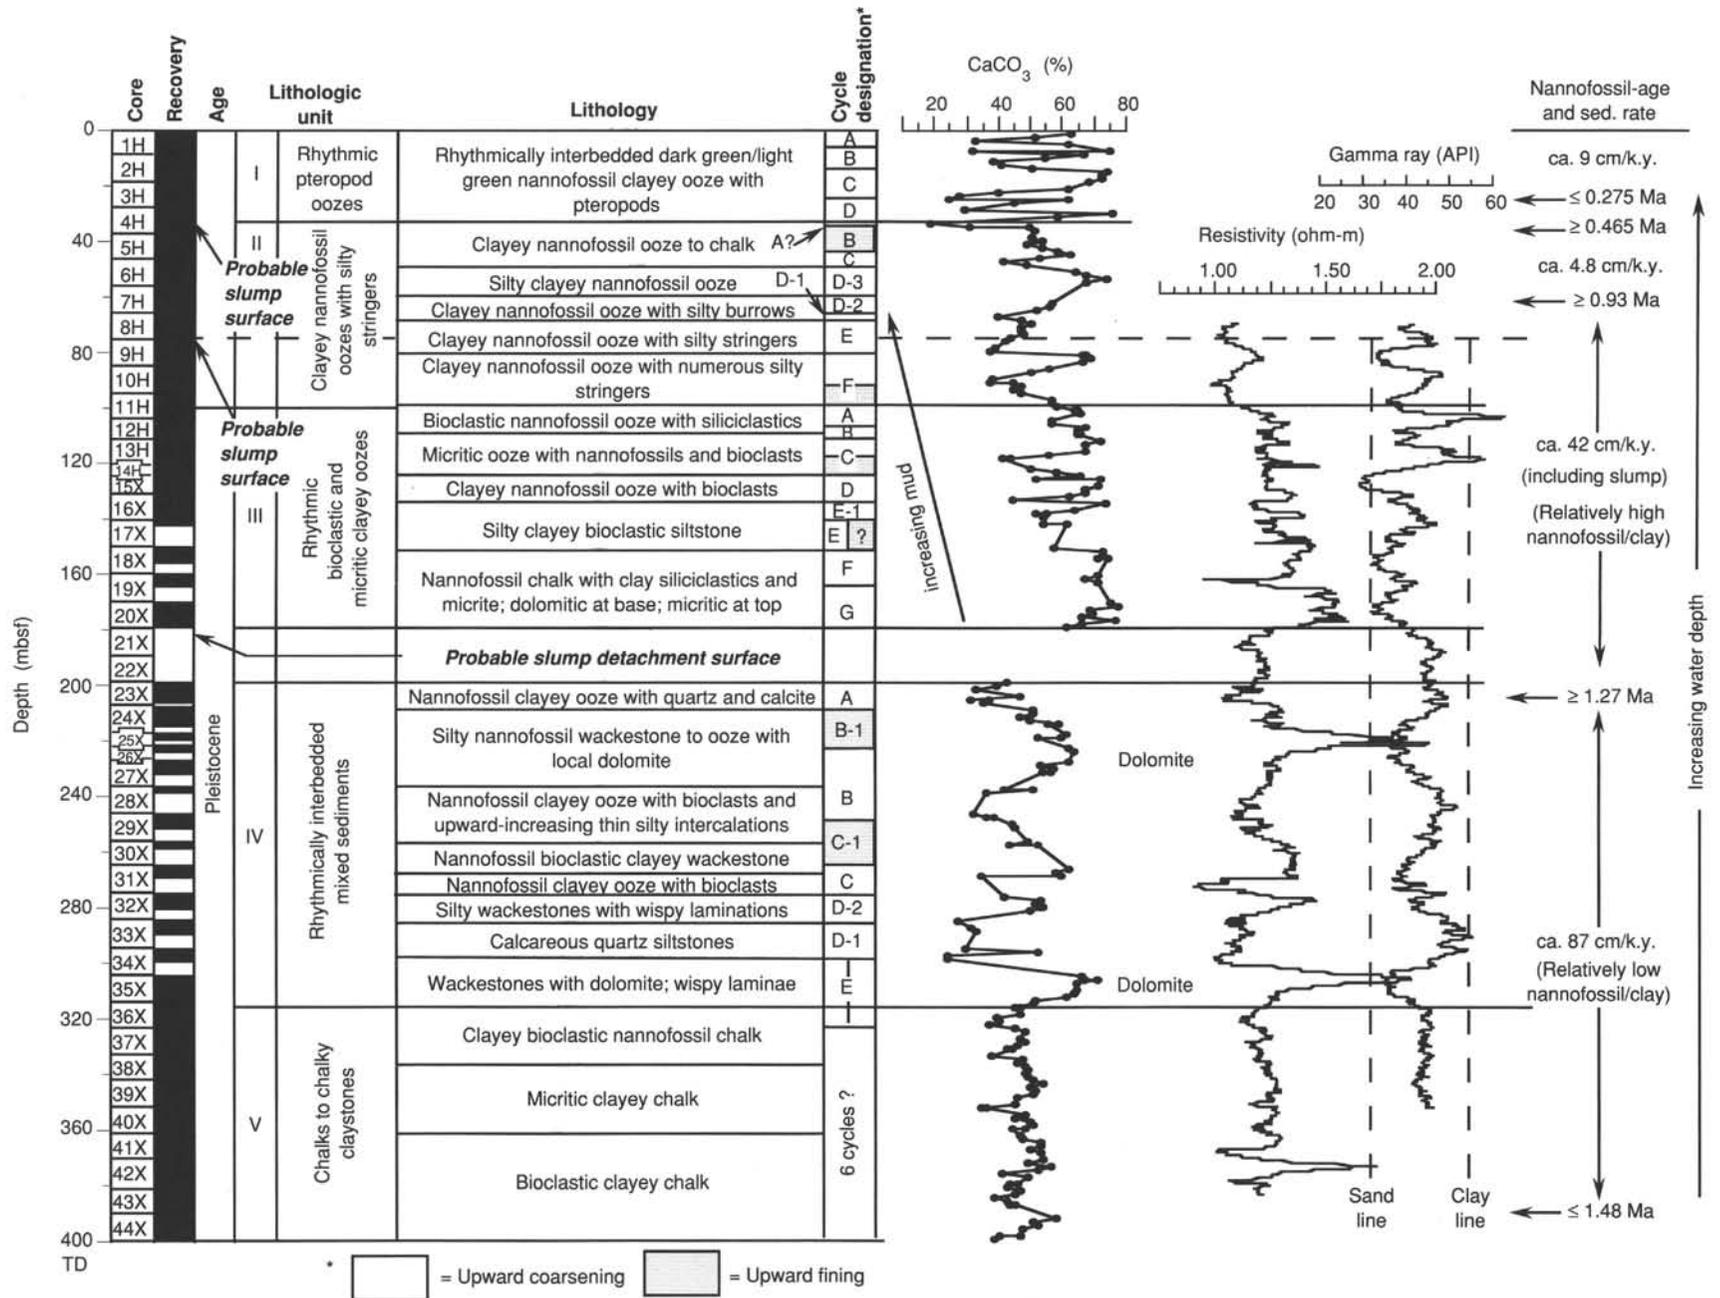 Core
Recovery
Age
Lithologic
unit
Lithology
Cycle
designation*
CaCO3 (%)
20 40 60 80
Nannofossil-age
and sed. rate
Gamma ray (API)
20 30 40 50 60
Resistivity (ohm-m)
1.00 1.50 2.00
Depth (mbsf)
0
40
80
120
160
200
240
280
320
360
400
TD
1H
2H
3H
4H
5H
6H
7H
8H
9H
10H
11H
12H
13H
14H
15X
16X
17X
18X
19X
20X
21X
22X
23X
24X
25X
26X
27X
28X
29X
30X
31X
32X
33X
34X
35X
36X
37X
38X
39X
40X
41X
42X
43X
44X
Pleistocene
I
II
III
IV
V
Rhythmic
pteropod
oozes
Clayey nannofossil
oozes with silty
stringers
Rhythmic
bioclastic and
micritic clayey oozes
Rhythmically interbedded
mixed sediments
Chalks to chalky
claystones
Probable
slump
surface
Probable
slump
surface
Rhythmically interbedded dark green/light
green nannofossil clayey ooze with
pteropods
Clayey nannofossil ooze to chalk
A?
Silty clayey nannofossil ooze
D-1
Clayey nannofossil ooze with silty burrows
Clayey nannofossil ooze with silty stringers
Clayey nannofossil ooze with numerous silty
stringers
Bioclastic nannofossil ooze with siliciclastics
Micritic ooze with nannofossils and bioclasts
Clayey nannofossil ooze with bioclasts
Silty clayey bioclastic siltstone
Nannofossil chalk with clay siliciclastics and
micrite; dolomitic at base; micritic at top
Probable slump detachment surface
Nannofossil clayey ooze with quartz and calcite
Silty nannofossil wackestone to ooze with
local dolomite
Nannofossil clayey ooze with bioclasts and
upward-increasing thin silty intercalations
Nannofossil bioclastic clayey wackestone
Nannofossil clayey ooze with bioclasts
Silty wackestones with wispy laminations
Calcareous quartz siltstones
Wackestones with dolomite; wispy laminae
Clayey bioclastic nannofossil chalk
Micritic clayey chalk
Bioclastic clayey chalk
A
B
C
D
B
C
D-3
D-2
E
F
A
B
C
D
E-1
E ?
F
G
A
B-1
B
C-1
C
D-2
D-1
E
6 cycles ?
increasing mud
Dolomite
Dolomite
Sand
line
Clay
line
ca. 9 cm/k.y.
≤ 0.275 Ma
≥ 0.465 Ma
ca. 4.8 cm/k.y.
≥ 0.93 Ma
ca. 42 cm/k.y.
(including slump)
(Relatively high
nannofossil/clay)
≥ 1.27 Ma
ca. 87 cm/k.y.
(Relatively low
nannofossil/clay)
≤ 1.48 Ma
Increasing water depth
* = Upward coarsening = Upward fining